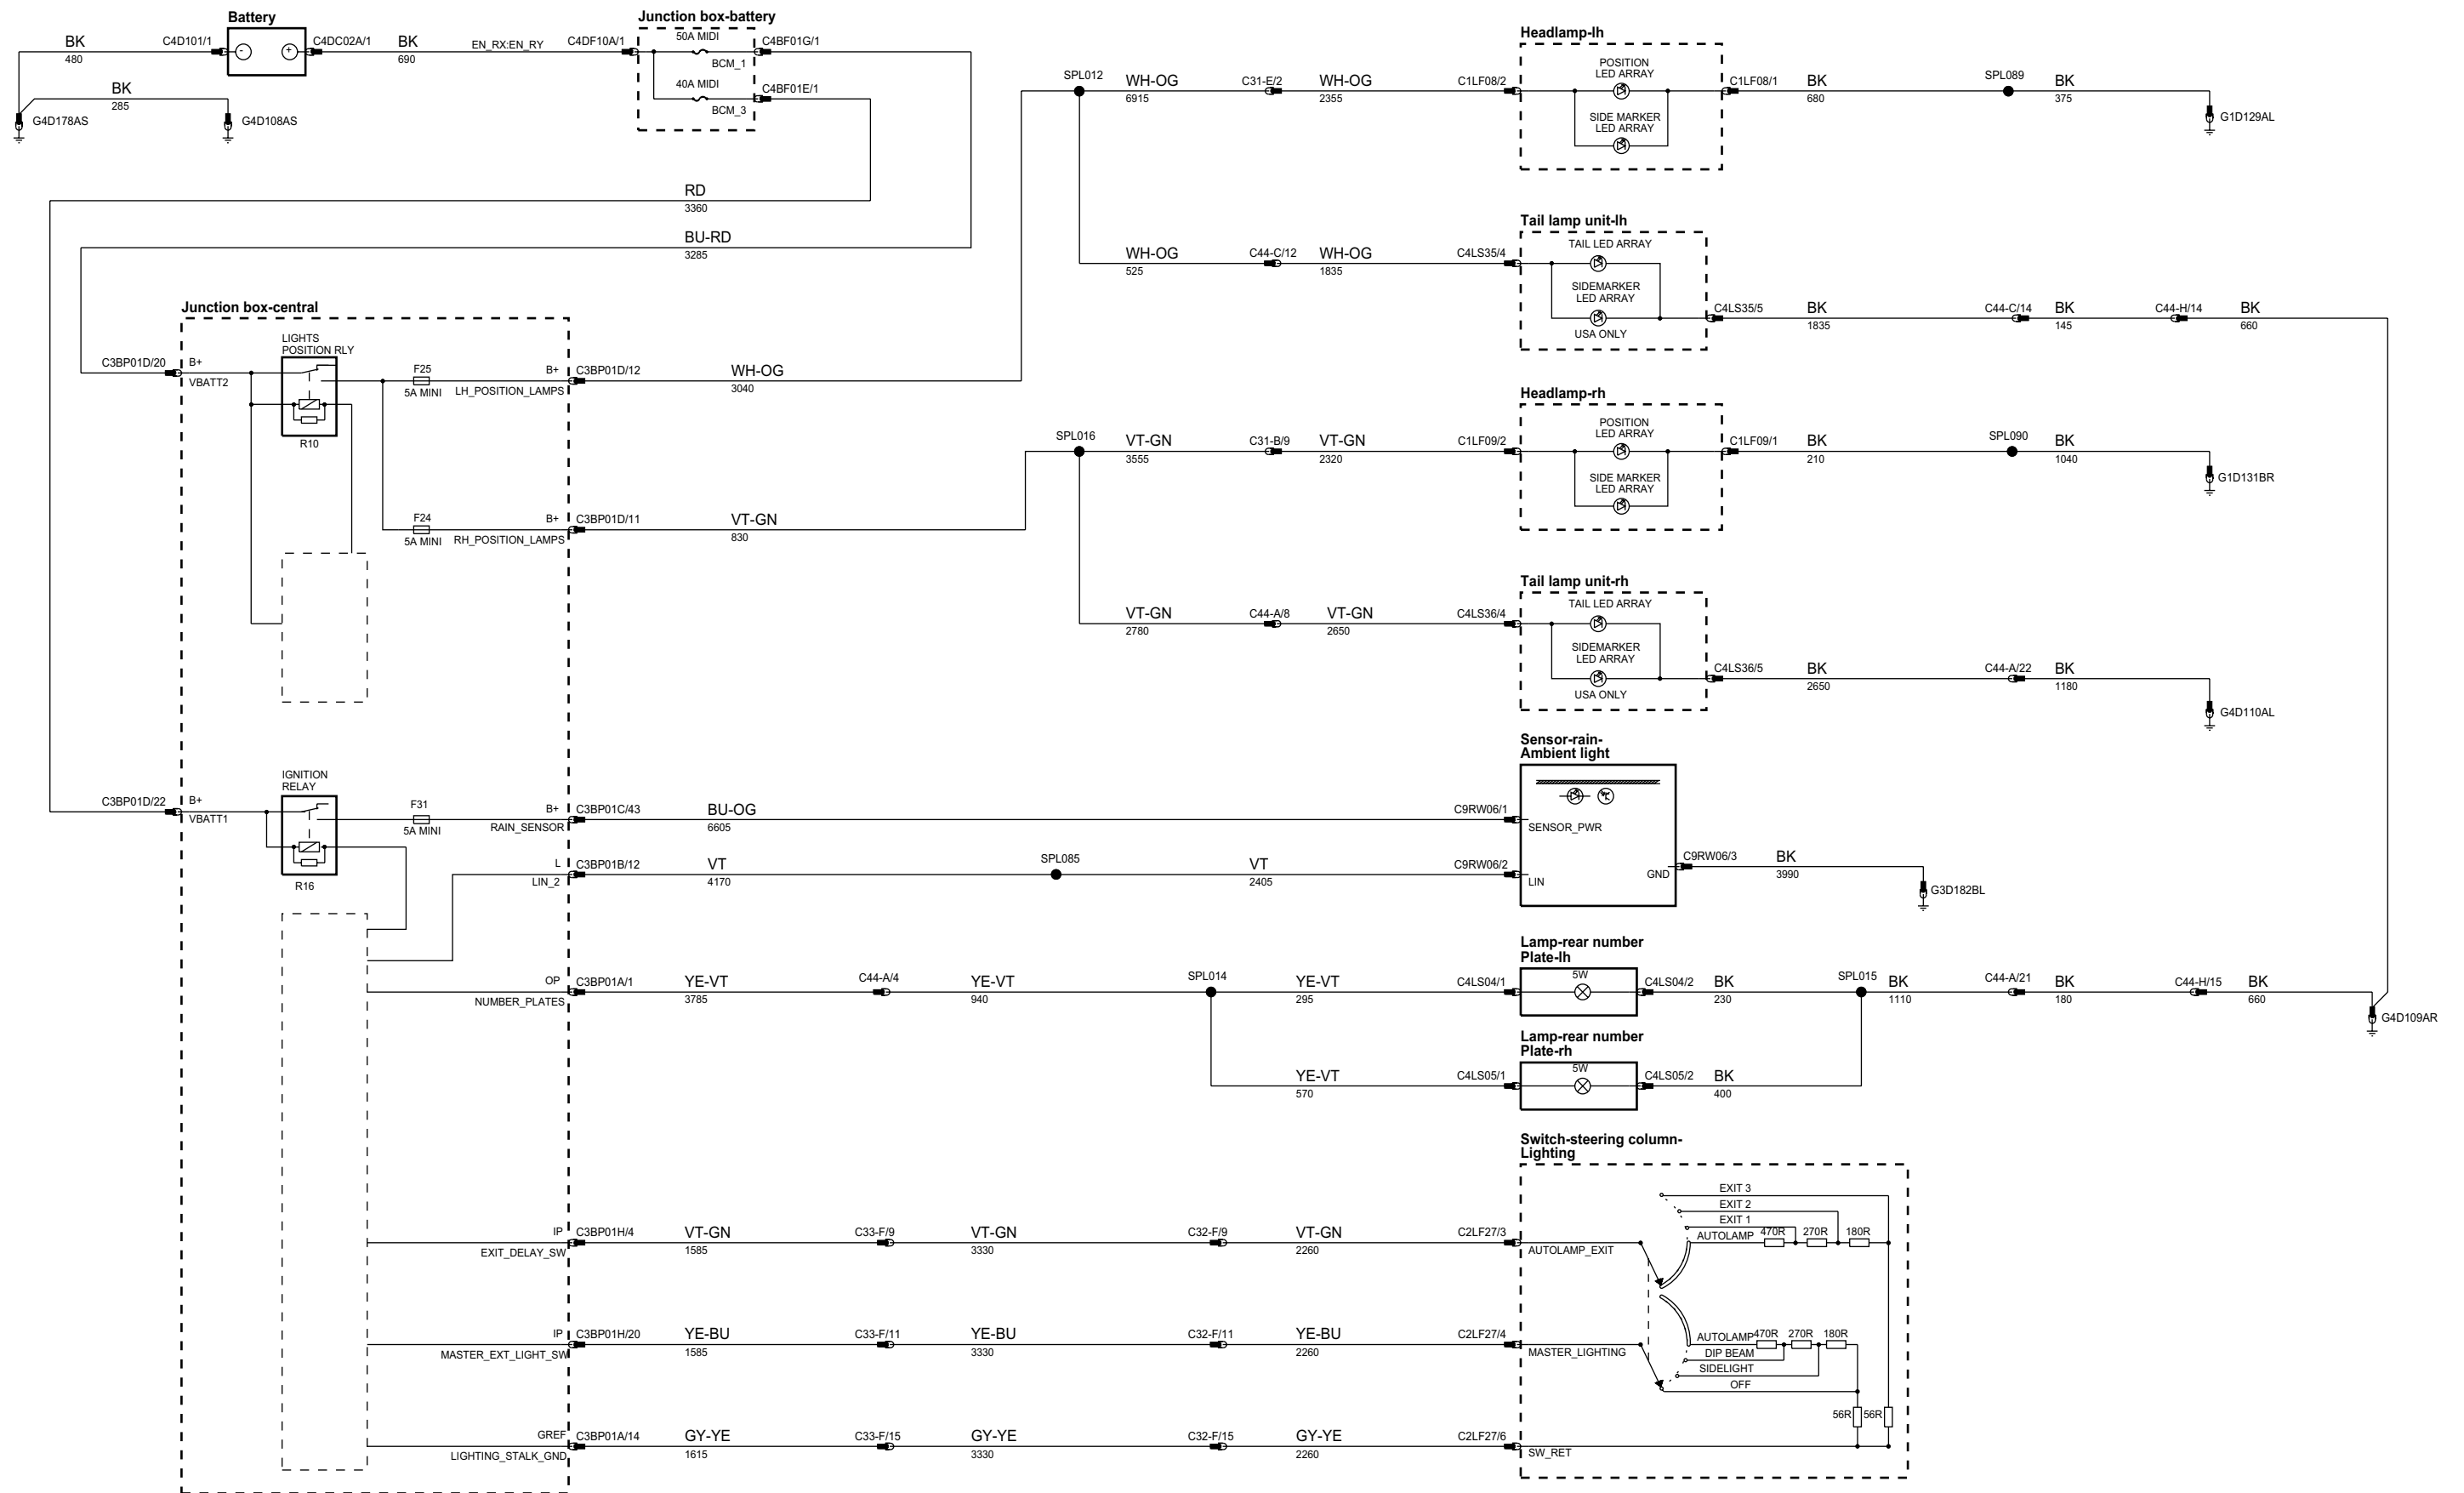 Battery
BK
480
C4D101/1
-
+
C4DC02A/1
BK
690
EN_RX:EN_RY
C4DF10A/1
BK
285
G4D178AS
G4D108AS
Junction box-battery
50A MIDI
BCM_1
C4BF01G/1
40A MIDI
BCM_3
C4BF01E/1
RD
3360
BU-RD
3285
SPL012
WH-OG
6915
C31-E/2
WH-OG
2355
C1LF08/2
Headlamp-lh
POSITION
LED ARRAY
SIDE MARKER
LED ARRAY
C1LF08/1
BK
680
SPL089
BK
375
G1D129AL
WH-OG
525
C44-C/12
WH-OG
1835
C4LS35/4
Tail lamp unit-lh
TAIL LED ARRAY
SIDEMARKER
LED ARRAY
USA ONLY
C4LS35/5
BK
1835
C44-C/14
BK
145
C44-H/14
BK
660
Junction box-central
LIGHTS
POSITION RLY
C3BP01D/20
B+
VBATT2
R10
F25
5A MINI
B+
LH_POSITION_LAMPS
C3BP01D/12
WH-OG
3040
F24
5A MINI
B+
RH_POSITION_LAMPS
C3BP01D/11
VT-GN
830
SPL016
VT-GN
3555
C31-B/9
VT-GN
2320
C1LF09/2
Headlamp-rh
POSITION
LED ARRAY
SIDE MARKER
LED ARRAY
C1LF09/1
BK
210
SPL090
BK
1040
G1D131BR
VT-GN
2780
C44-A/8
VT-GN
2650
C4LS36/4
Tail lamp unit-rh
TAIL LED ARRAY
SIDEMARKER
LED ARRAY
USA ONLY
C4LS36/5
BK
2650
C44-A/22
BK
1180
G4D110AL
IGNITION
RELAY
C3BP01D/22
B+
VBATT1
R16
F31
5A MINI
B+
RAIN_SENSOR
C3BP01C/43
BU-OG
6605
C9RW06/1
Sensor-rain-
Ambient light
SENSOR_PWR
L
LIN_2
C3BP01B/12
VT
4170
SPL085
VT
2405
C9RW06/2
LIN
GND
C9RW06/3
BK
3990
G3D182BL
OP
NUMBER_PLATES
C3BP01A/1
YE-VT
3785
C44-A/4
YE-VT
940
SPL014
YE-VT
295
C4LS04/1
Lamp-rear number
Plate-lh
5W
C4LS04/2
BK
230
SPL015
BK
1110
C44-A/21
BK
180
C44-H/15
BK
660
G4D109AR
YE-VT
570
C4LS05/1
Lamp-rear number
Plate-rh
5W
C4LS05/2
BK
400
Switch-steering column-
Lighting
EXIT 3
EXIT 2
EXIT 1
AUTOLAMP
470R
270R
180R
IP
EXIT_DELAY_SW
C3BP01H/4
VT-GN
1585
C33-F/9
VT-GN
3330
C32-F/9
VT-GN
2260
C2LF27/3
AUTOLAMP_EXIT
IP
MASTER_EXT_LIGHT_SW
C3BP01H/20
YE-BU
1585
C33-F/11
YE-BU
3330
C32-F/11
YE-BU
2260
C2LF27/4
MASTER_LIGHTING
AUTOLAMP
470R
270R
180R
DIP BEAM
SIDELIGHT
OFF
56R
56R
GREF
LIGHTING_STALK_GND
C3BP01A/14
GY-YE
1615
C33-F/15
GY-YE
3330
C32-F/15
GY-YE
2260
C2LF27/6
SW_RET